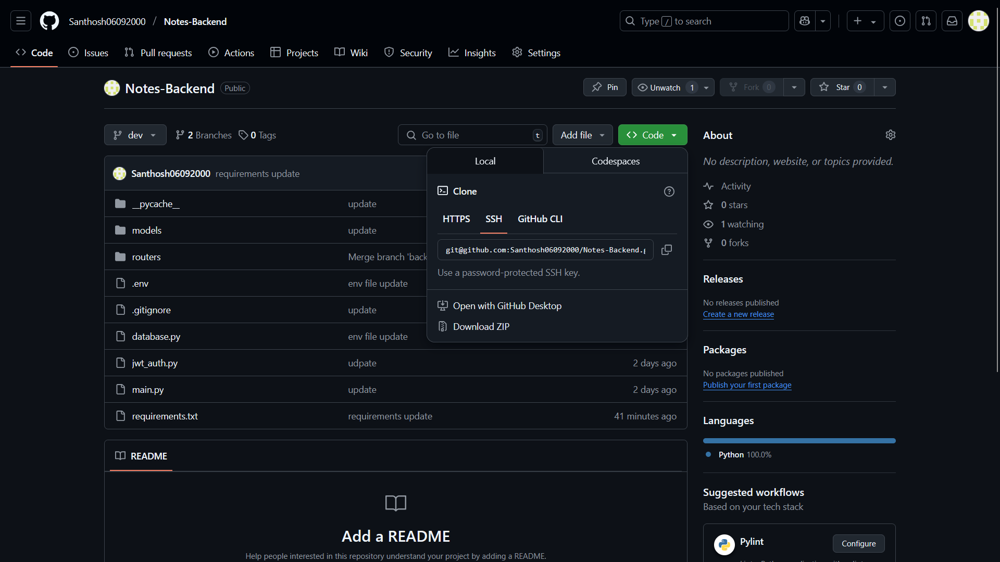 Santhosh06092000 / Notes-Backend
Type / to search
Code
Issues
Pull requests
Actions
Projects
Wiki
Security
Insights
Settings
Notes-Backend
Public
Pin
Unwatch 1
Fork 0
Star 0
dev
2 Branches
0 Tags
Go to file
t
Add file
Code
Local
Codespaces
Clone
HTTPS
SSH
GitHub CLI
git@github.com:Santhosh06092000/Notes-Backend.g
Use a password-protected SSH key.
Open with GitHub Desktop
Download ZIP
Santhosh06092000 requirements update
__pycache__ update
models update
routers Merge branch 'back
.env env file update
.gitignore update
database.py env file update
jwt_auth.py udpate 2 days ago
main.py update 2 days ago
requirements.txt requirements update 41 minutes ago
README
Add a README
Help people interested in this repository understand your project by adding a README.
About
No description, website, or topics provided.
Activity
0 stars
1 watching
0 forks
Releases
No releases published
Create a new release
Packages
No packages published
Publish your first package
Languages
Python 100.0%
Suggested workflows
Based on your tech stack
Pylint
Configure